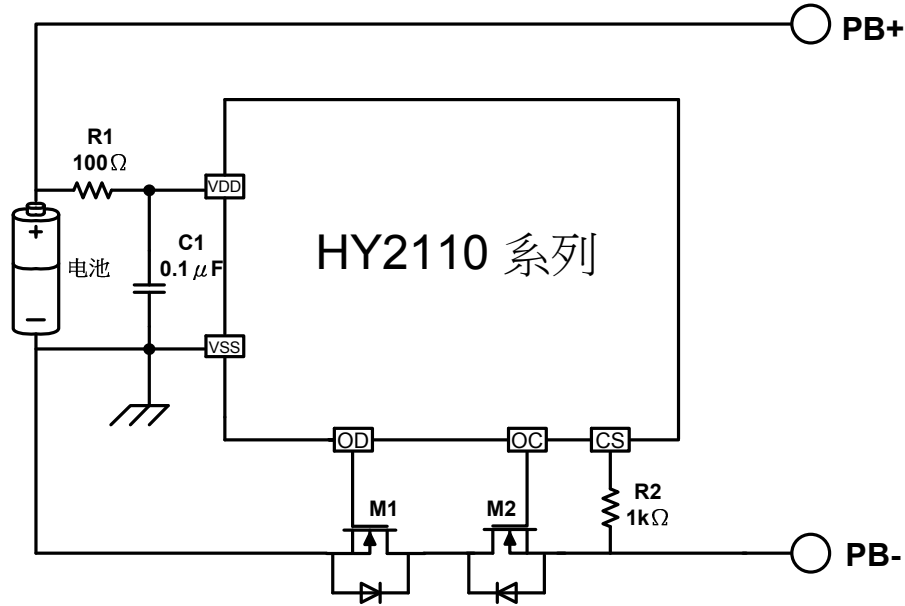 PB+
R1
100Ω
VDD
+
电池
C1
0.1μF
HY2110 系列
−
VSS
OD
OC
CS
M1
M2
R2
1kΩ
PB-